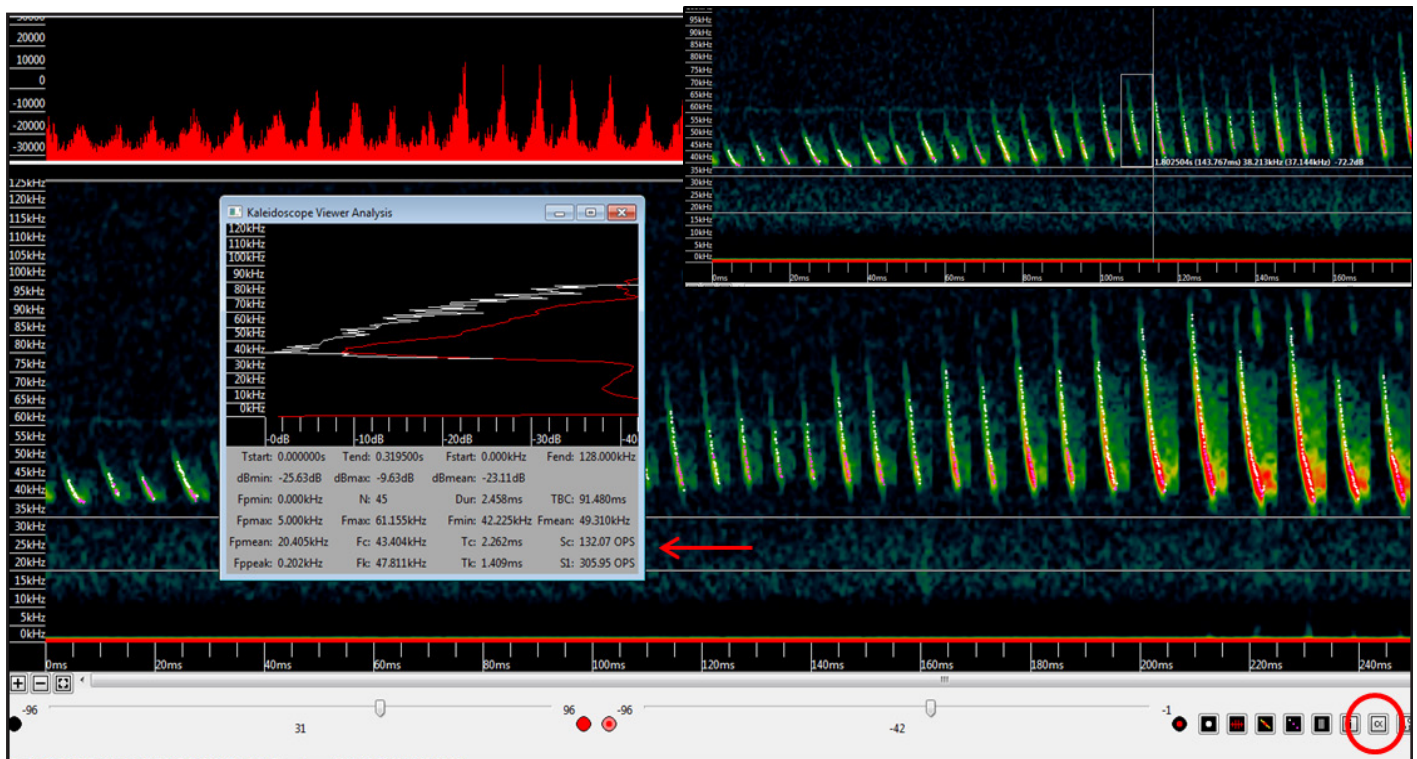 20000
10000
0
-10000
-20000
-30000
125kHz
120kHz
115kHz
110kHz
105kHz
100kHz
95kHz
90kHz
85kHz
80kHz
75kHz
70kHz
65kHz
60kHz
55kHz
50kHz
45kHz
40kHz
35kHz
30kHz
25kHz
20kHz
15kHz
10kHz
5kHz
0kHz
0ms 20ms 40ms 60ms 80ms 100ms 120ms 140ms 160ms 180ms 200ms 220ms 240ms
95kHz
90kHz
85kHz
80kHz
75kHz
70kHz
65kHz
60kHz
55kHz
50kHz
45kHz
40kHz
35kHz
30kHz
25kHz
20kHz
15kHz
10kHz
5kHz
0kHz
1.802504s (143.767ms) 38.213kHz (37.144kHz) -72.2dB
0ms 20ms 40ms 60ms 80ms 100ms 120ms 140ms 160ms
Kaleidoscope Viewer Analysis
120kHz
110kHz
100kHz
90kHz
80kHz
70kHz
60kHz
50kHz
40kHz
30kHz
20kHz
10kHz
0kHz
-0dB -10dB -20dB -30dB -40
Tstart: 0.000000s Tend: 0.319500s Fstart: 0.000kHz Fend: 128.000kHz
dBmin: -25.63dB dBmax: -9.63dB dBmean: -23.11dB
Fpmin: 0.000kHz N: 45 Dur: 2.458ms TBC: 91.480ms
Fpmax: 5.000kHz Fmax: 61.155kHz Fmin: 42.225kHz Fmean: 49.310kHz
Fpmean: 20.405kHz Fc: 43.404kHz Tc: 2.262ms Sc: 132.07 OPS
Fppeak: 0.202kHz Fk: 47.811kHz Tk: 1.409ms S1: 305.95 OPS
-96 96 -96 -1
31 -42